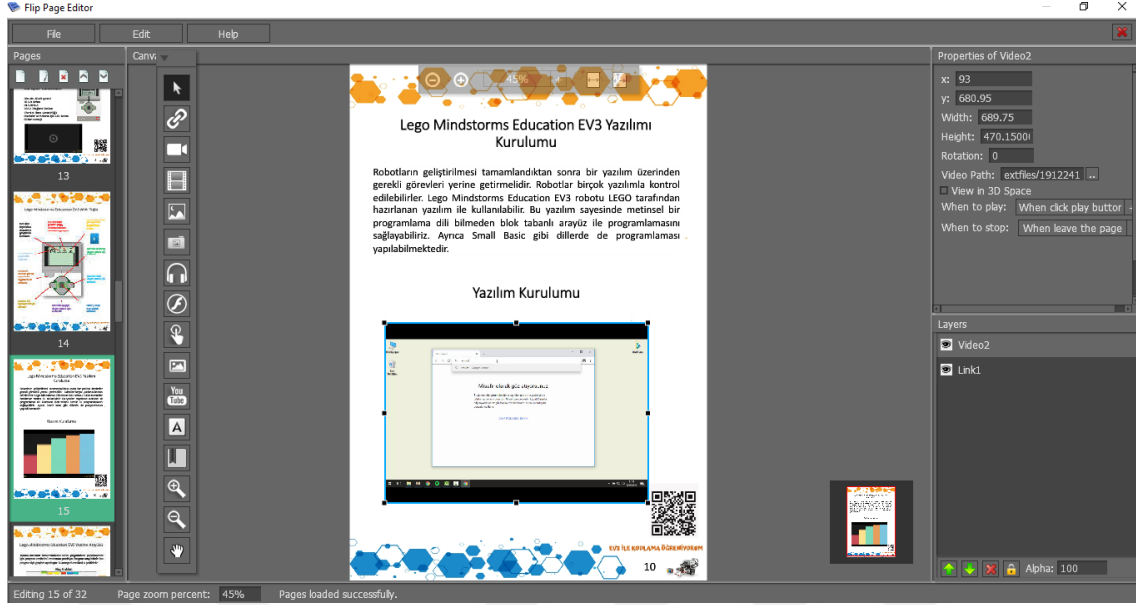 Flip Page Editor
File
Edit
Help
Pages
Canva
Properties of Video2
13
14
15
45%
Lego Mindstorms Education EV3 Yazılımı
Kurulumu
Robotların geliştirilmesi tamamlandıktan sonra bir yazılım üzerinden
gerekli görevleri yerine getirmelidir. Robotlar birçok yazılımla kontrol
edilebilirler. Lego Mindstorms Education EV3 robotu LEGO tarafından
hazırlanan yazılım ile kullanılabilir. Bu yazılım sayesinde metinsel bir
programlama dili bilmeden blok tabanlı arayüz ile programlamasını
sağlayabiliriz. Ayrıca Small Basic gibi dillerde de programlaması
yapılabilmektedir.
Yazılım Kurulumu
EV3 İLE KODLAMA ÖĞRENİYORUM
10
You
Tube
A
x: 93
y: 680.95
Width: 689.75
Height: 470.1500
Rotation: 0
Video Path: extfiles/1912241 ..
View in 3D Space
When to play: When click play buttor
When to stop: When leave the page
Layers
Video2
Link1
Alpha: 100
Editing 15 of 32
Page zoom percent: 45%
Pages loaded successfully.